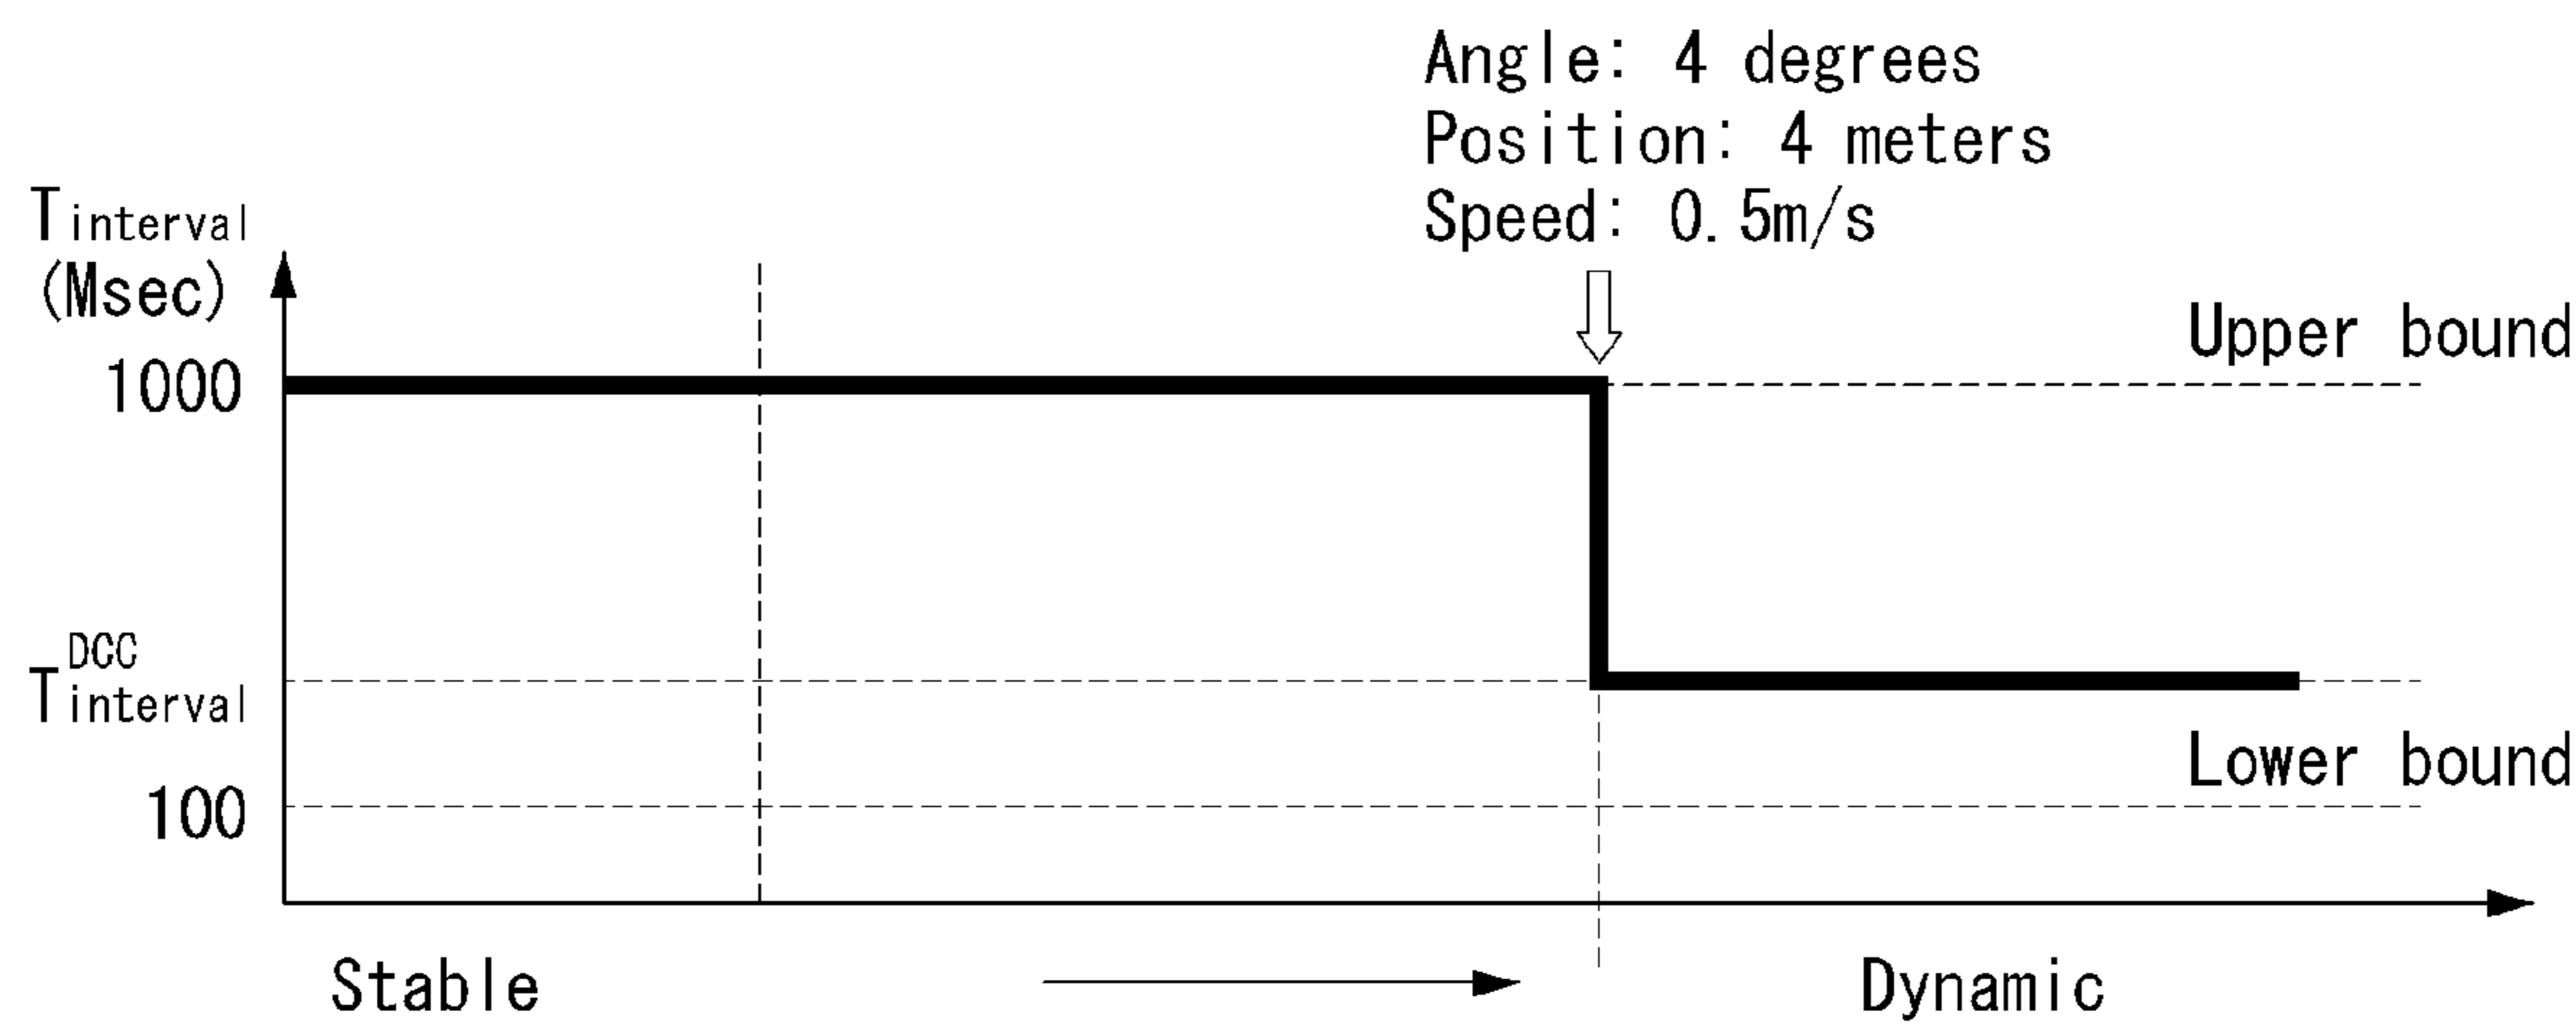 Angle: 4 degrees
Position: 4 meters
Speed: 0.5m/s
Tinterval
(Msec)
Upper bound
1000
DCC
Tinterval
Lower bound
100
Stable
Dynamic